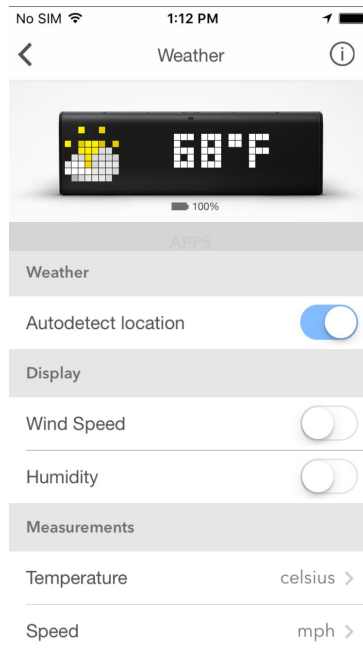 No SIM 1:12 PM
Weather
68°F
100%
APPS
Weather
Autodetect location
Display
Wind Speed
Humidity
Measurements
Temperature celsius
Speed mph